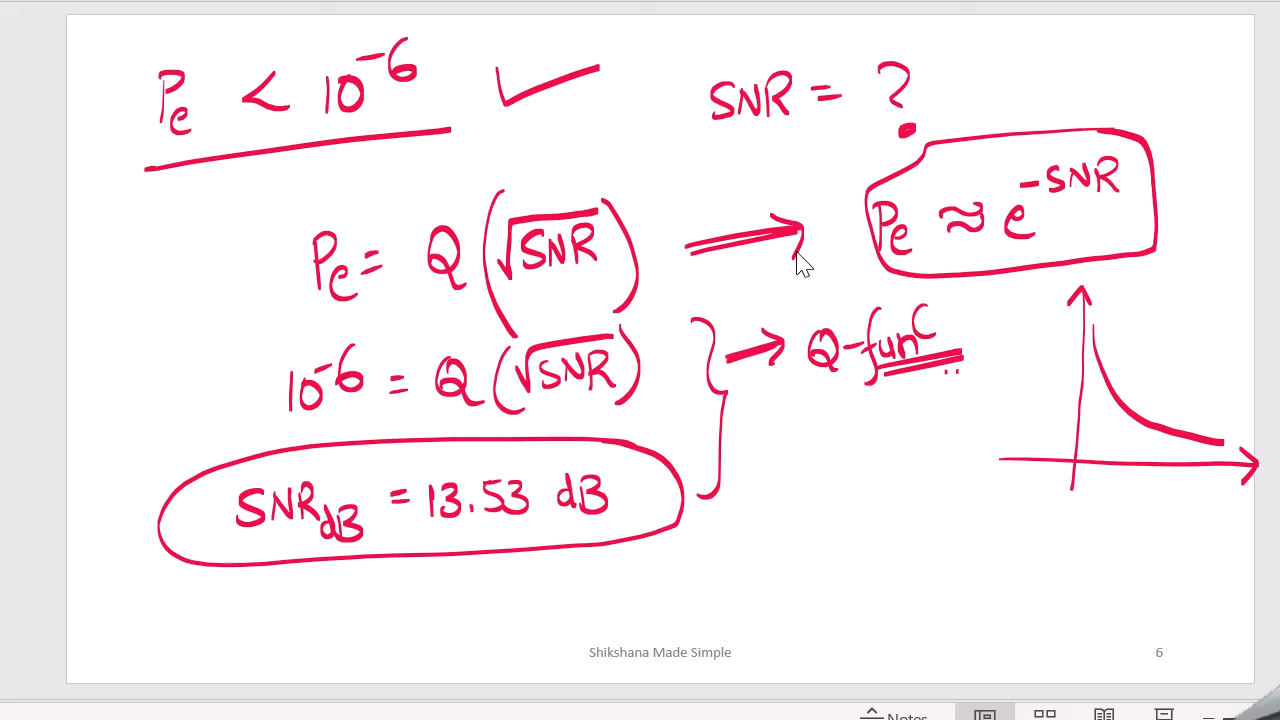 Pe < 10^-6
SNR = ?
Pe ≈ e^-SNR
Pe = Q(√SNR)
10^-6 = Q(√SNR)
Q-func
SNR_dB = 13.53 dB
Shikshana Made Simple
6
Notes